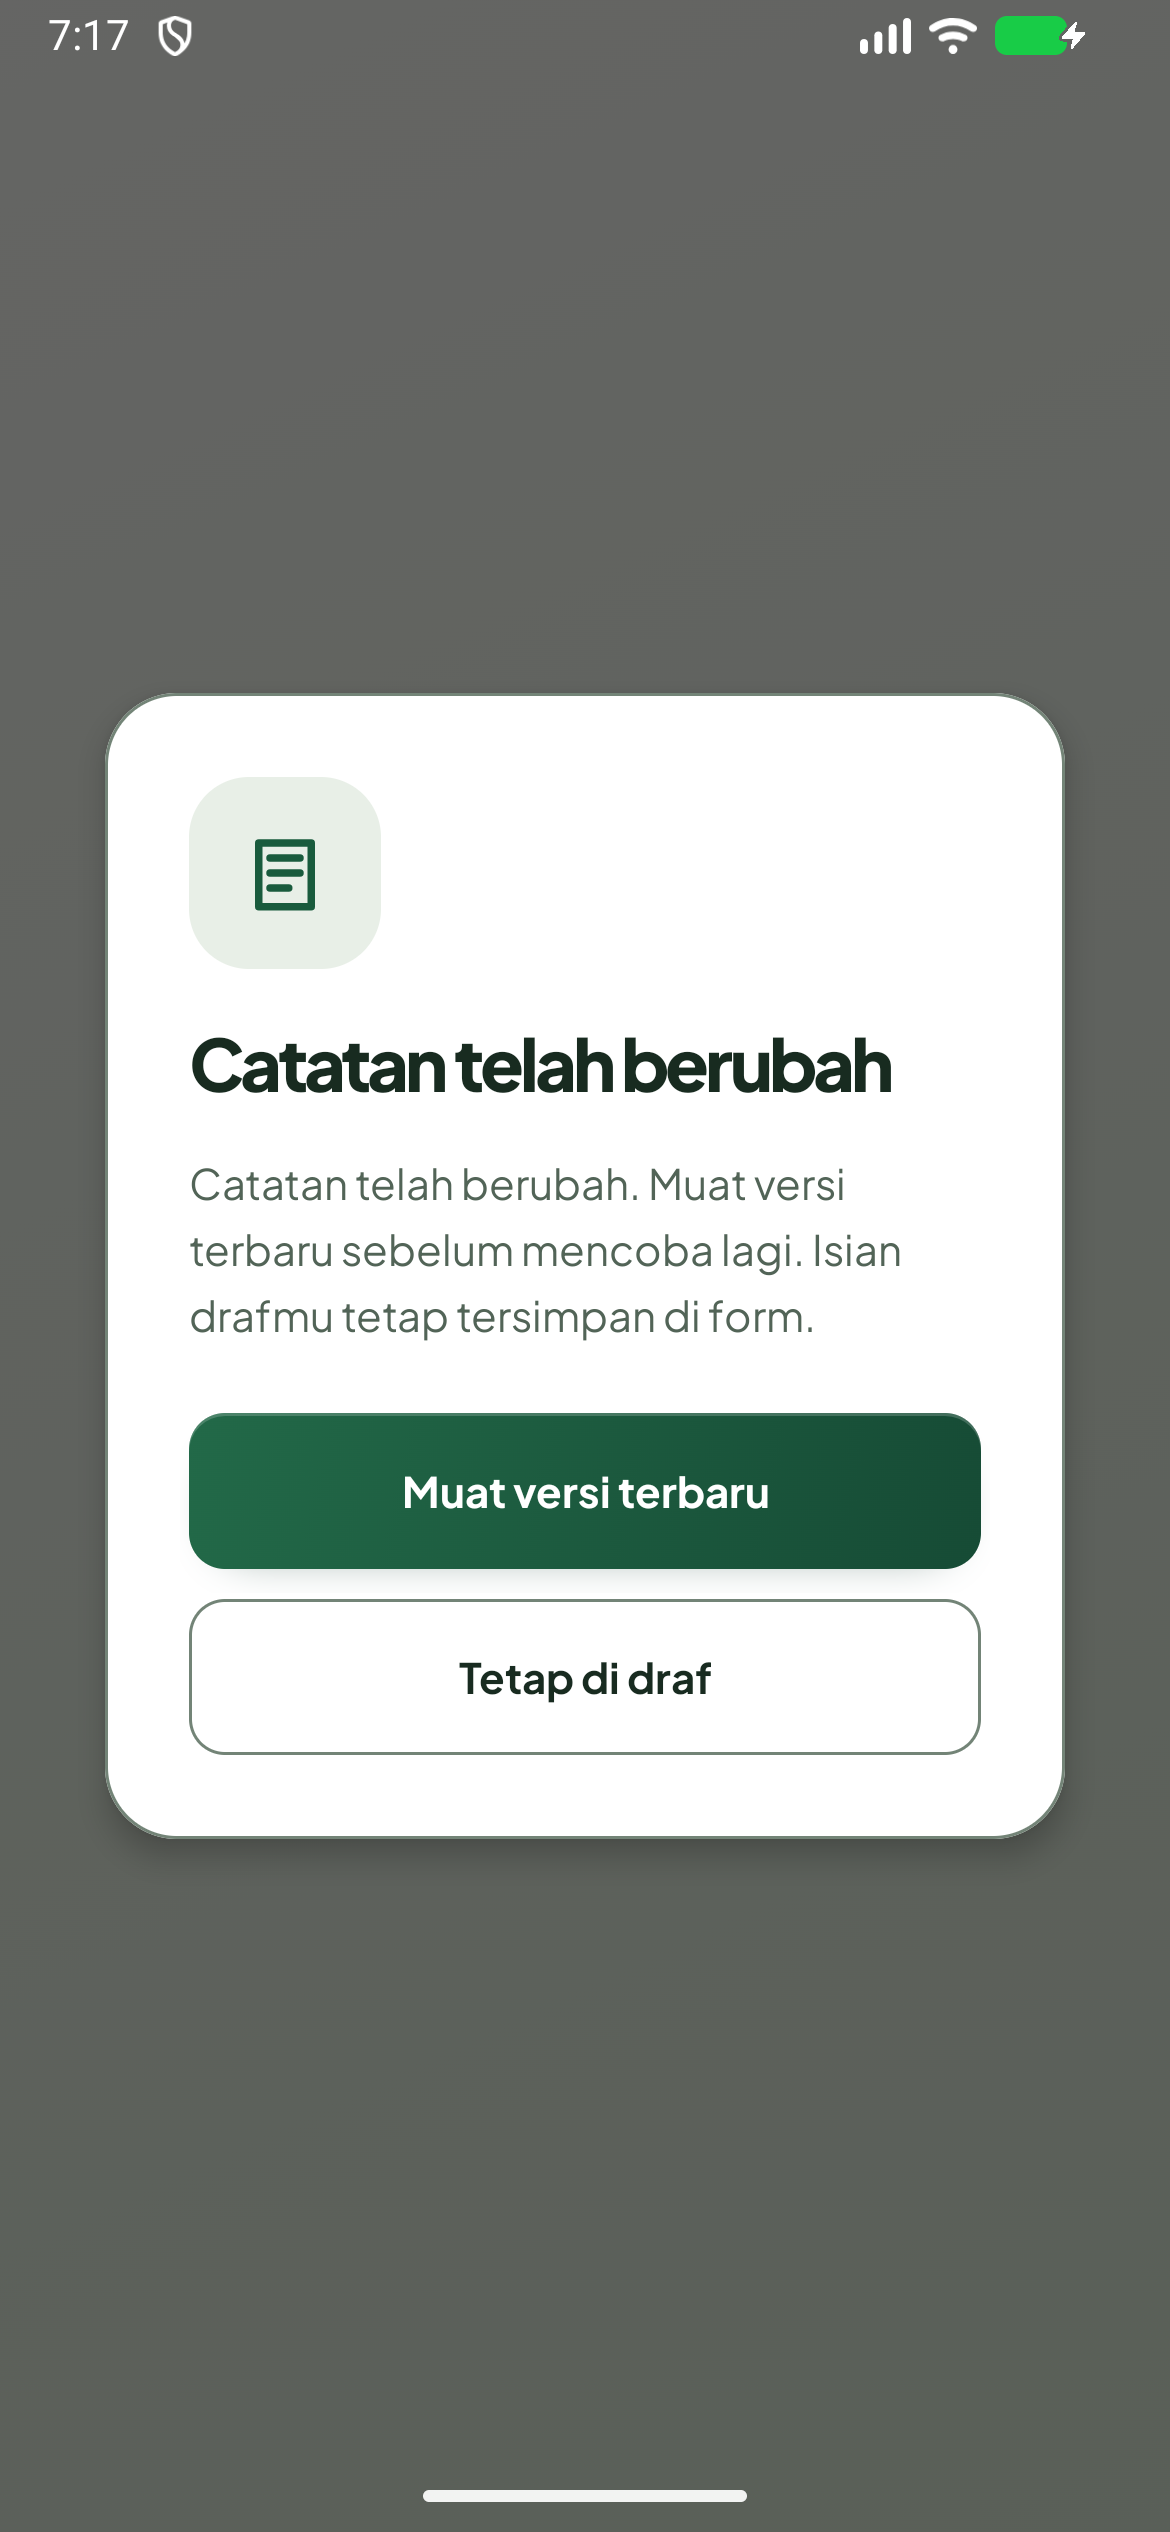 7:17
Catatan telah berubah
Catatan telah berubah. Muat versi
terbaru sebelum mencoba lagi. Isian
drafmu tetap tersimpan di form.
Muat versi terbaru
Tetap di draf